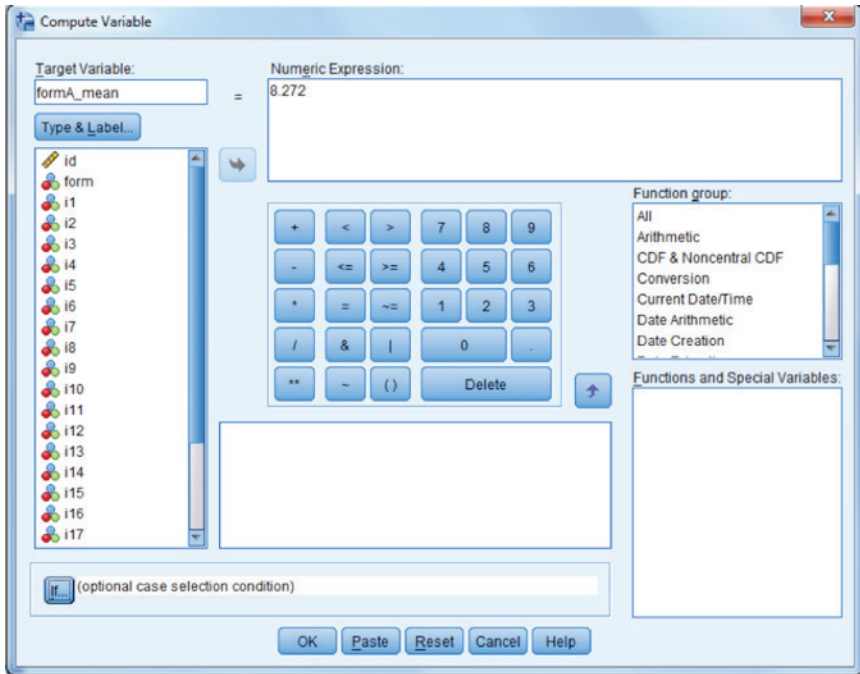 Compute Variable
Target Variable:
formA_mean
=
Numeric Expression:
8.272
Type & Label...
id
form
i1
i2
i3
i4
i5
i6
i7
i8
i9
i10
i11
i12
i13
i14
i15
i16
i17
+ < > 7 8 9
- <= >= 4 5 6
* = ~= 1 2 3
/ & | 0 .
** ~ ( ) Delete
Function group:
All
Arithmetic
CDF & Noncentral CDF
Conversion
Current Date/Time
Date Arithmetic
Date Creation
Functions and Special Variables:
If... (optional case selection condition)
OK Paste Reset Cancel Help